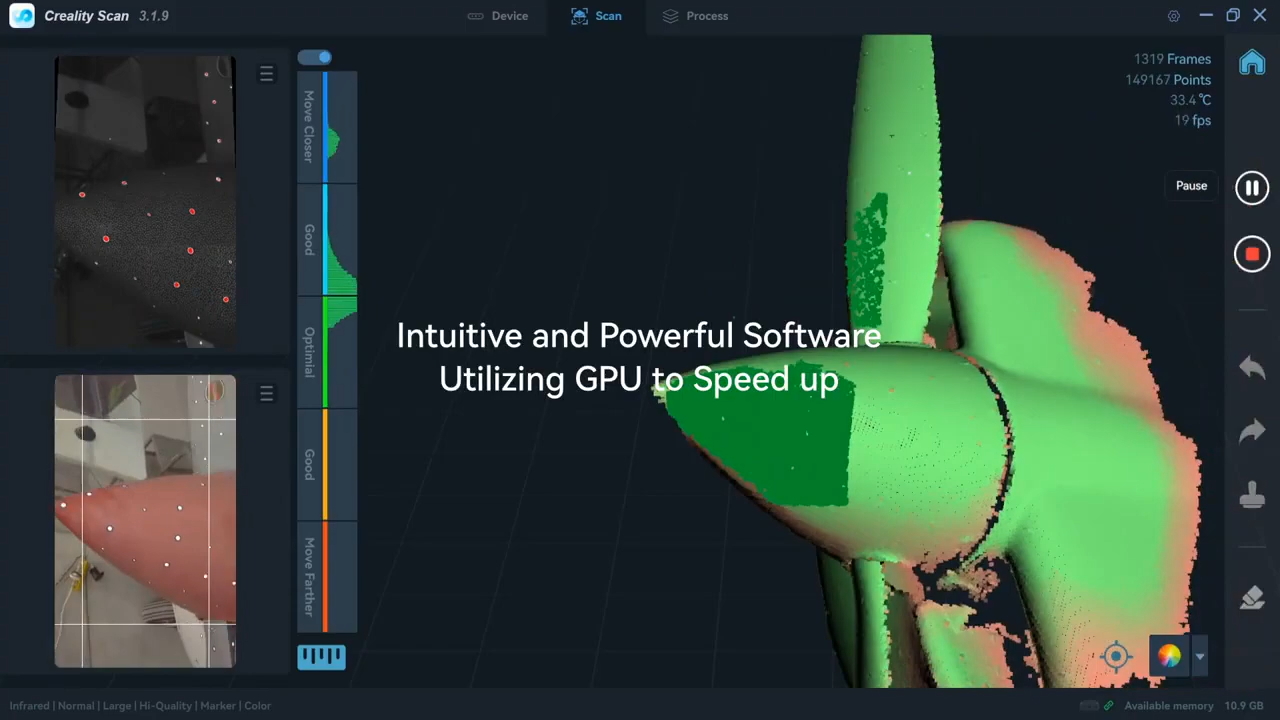 Creality Scan 3.1.9
Device
Scan
Process
1319 Frames
149167 Points
33.4 ℃
19 fps
Pause
Move Closer
Good
Optimial
Good
Move Farther
Intuitive and Powerful Software
Utilizing GPU to Speed up
Infrared | Normal | Large | Hi-Quality | Marker | Color
Available memory 10.9 GB